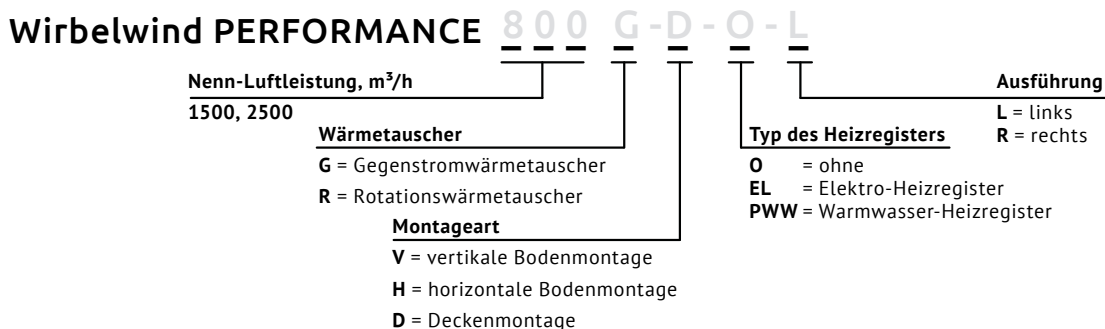 Wirbelwind PERFORMANCE 800 G-D-O-L
Nenn-Luftleistung, m³/h
1500, 2500
Wärmetauscher
G = Gegenstromwärmetauscher
R = Rotationswärmetauscher
Montageart
V = vertikale Bodenmontage
H = horizontale Bodenmontage
D = Deckenmontage
Typ des Heizregisters
O = ohne
EL = Elektro-Heizregister
PWW = Warmwasser-Heizregister
Ausführung
L = links
R = rechts